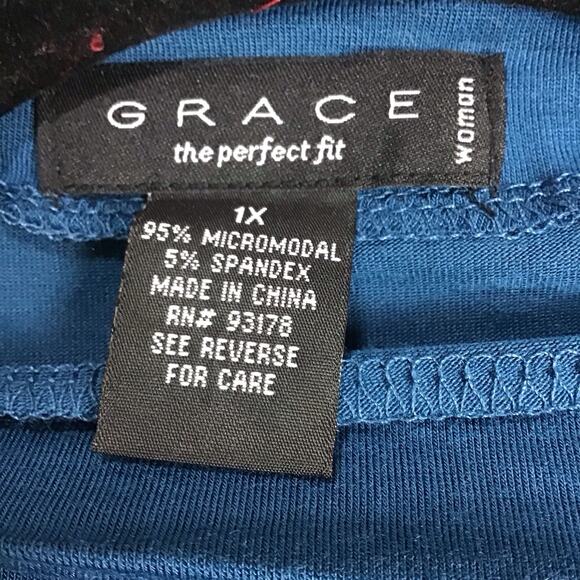 GRACE
the perfect fit
woman
1X
95% MICROMODAL
5% SPANDEX
MADE IN CHINA
RN# 93178
SEE REVERSE
FOR CARE